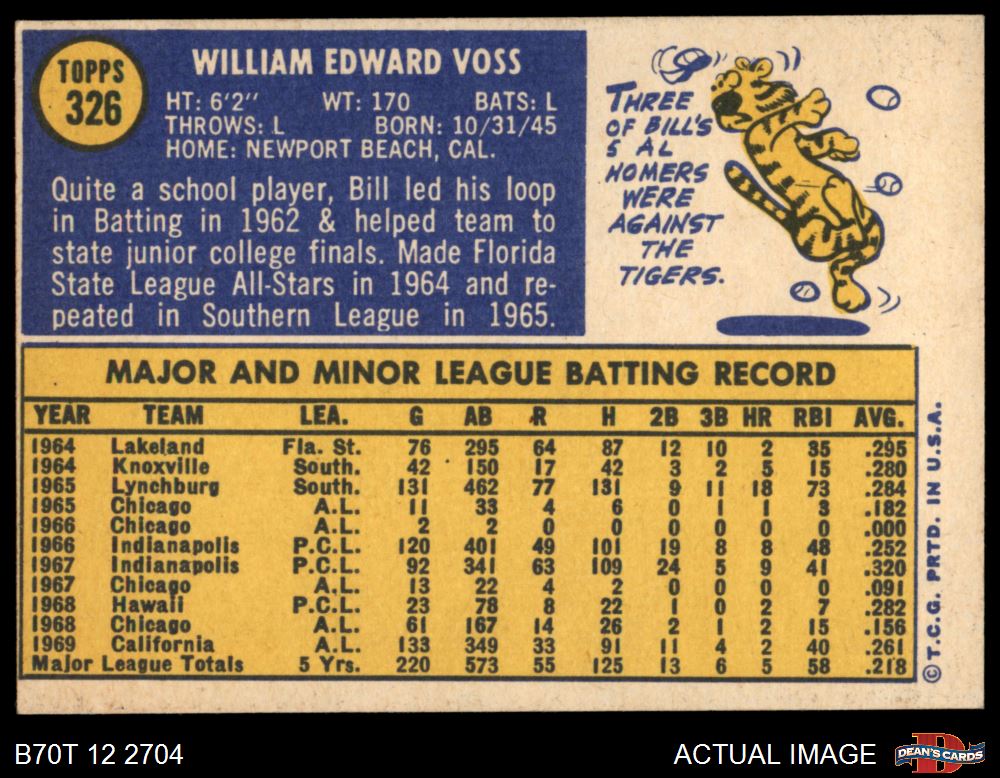 TOPPS
326
WILLIAM EDWARD VOSS
HT: 6'2" WT: 170 BATS: L
THROWS: L BORN: 10/31/45
HOME: NEWPORT BEACH, CAL.
Quite a school player, Bill led his loop
in Batting in 1962 & helped team to
state junior college finals. Made Florida
State League All-Stars in 1964 and re-
peated in Southern League in 1965.
THREE
OF BILL'S
5 AL
HOMERS
WERE
AGAINST
THE
TIGERS.
MAJOR AND MINOR LEAGUE BATTING RECORD
YEAR TEAM LEA. G AB R H 2B 3B HR RBI AVG.
1964 Lakeland Fla. St. 76 295 64 87 12 10 2 35 .295
1964 Knoxville South. 42 150 17 42 3 2 5 15 .280
1965 Lynchburg South. 131 462 77 131 9 11 18 73 .284
1965 Chicago A.L. 11 33 4 6 0 1 1 3 .182
1966 Chicago A.L. 2 2 0 0 0 0 0 0 .000
1966 Indianapolis P.C.L. 120 401 49 101 19 8 8 48 .252
1967 Indianapolis P.C.L. 92 341 63 109 24 5 9 41 .320
1967 Chicago A.L. 13 22 4 2 0 0 0 0 .091
1968 Hawaii P.C.L. 23 78 8 22 1 0 2 7 .282
1968 Chicago A.L. 61 167 14 26 2 1 2 15 .156
1969 California A.L. 133 349 33 91 11 4 2 40 .261
Major League Totals 5 Yrs. 220 573 55 125 13 6 5 58 .218
© T.C.G. PRTD. IN U.S.A.
B70T 12 2704
ACTUAL IMAGE
DEAN'S CARDS